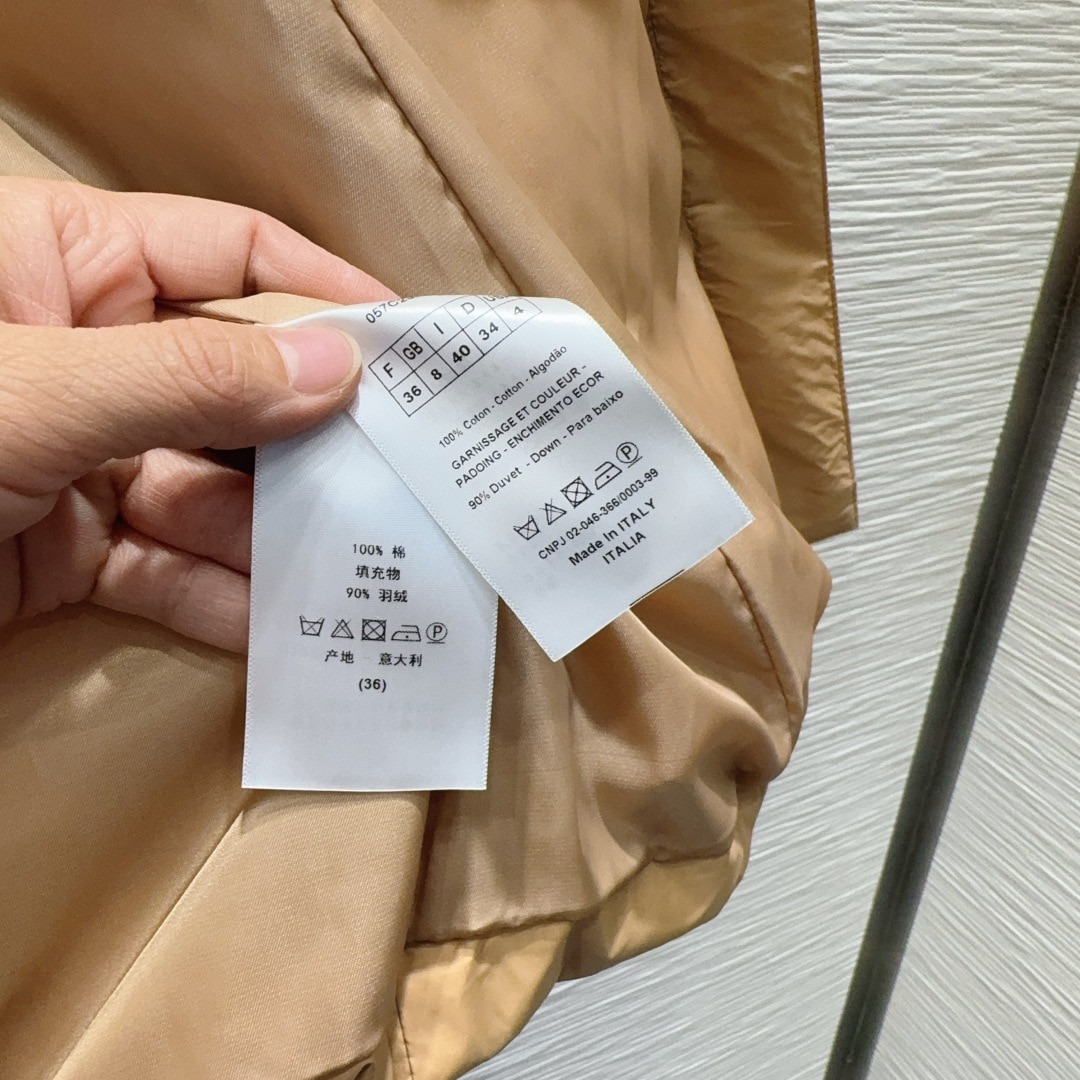 057C2
F GB I D
36 8 40 34 4
100% Coton - Cotton - Algodão
GARNISSAGE ET COULEUR -
PADOING - ENCHIMENTO ECOR
90% Duvet - Down - Para baixo
P
CNPJ 02-046-366/0003-99
Made In ITALY
ITALIA
100% 棉
填充物
90% 羽绒
P
产地 - 意大利
(36)